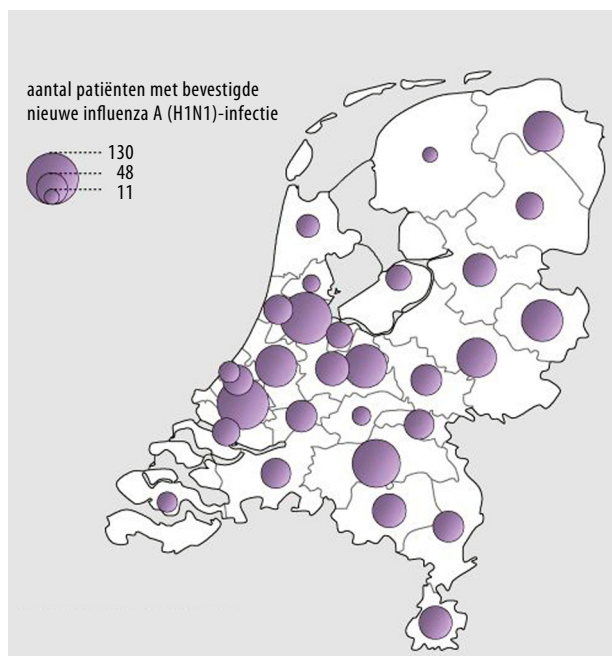 aantal patiënten met bevestigde
nieuwe influenza A (H1N1)-infectie
130
48
11